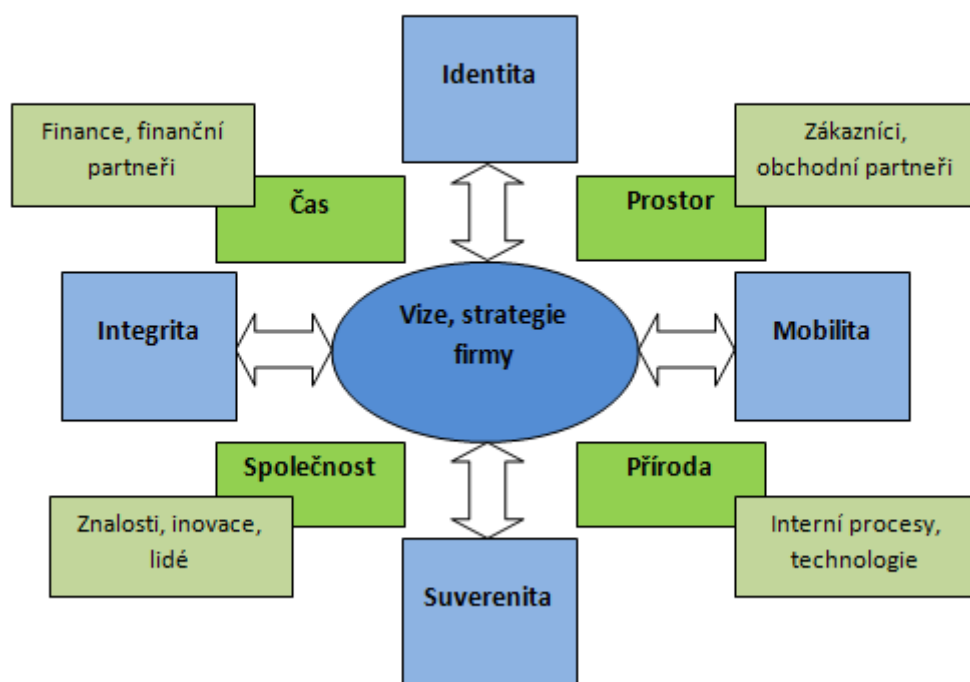 Identita
Finance, finanční
partneři
Zákazníci,
obchodní partneři
Čas
Prostor
Integrita
Vize, strategie
firmy
Mobilita
Společnost
Příroda
Znalosti, inovace,
lidé
Interní procesy,
technologie
Suverenita